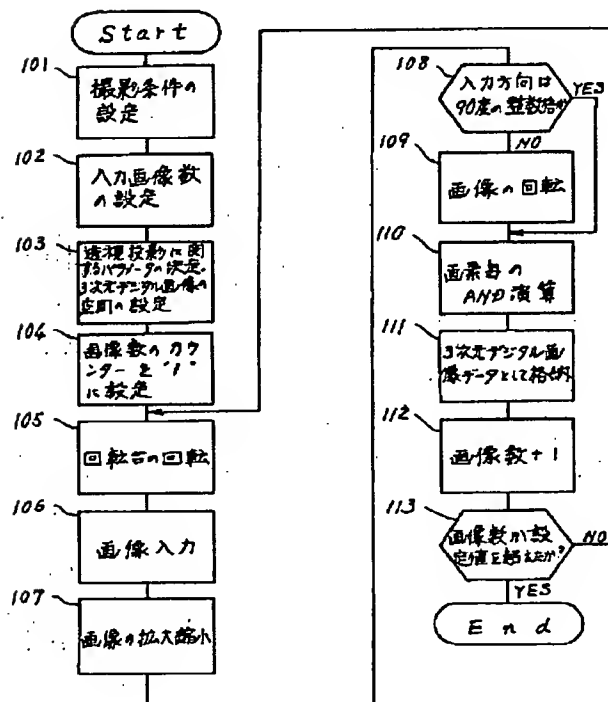 Start
101
撮影条件の
設定
102
入力画像数
の設定
103
透視投影に関
するパラメータの決定、
3次元デジタル画像の
空間の設定
104
画像数のカウ
ンターを"1"
に設定
105
回転台の回転
106
画像入力
107
画像の拡大縮小
108
入力方向は
90度の整数倍か
YES
NO
109
画像の回転
110
画素毎の
AND演算
111
3次元デジタル画
像データとして格納
112
画像数+1
113
画像数が設
定値を超えたか?
NO
YES
End